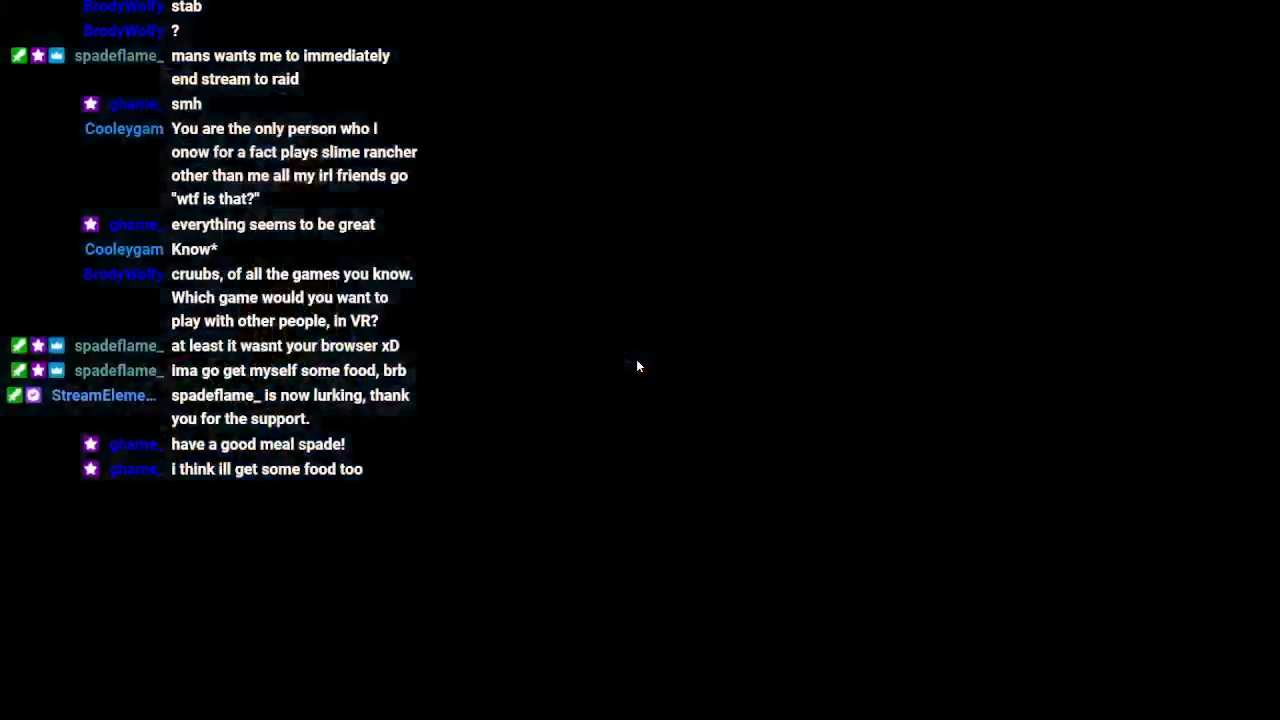 BrodyWolfy stab
BrodyWolfy ?
spadeflame_ mans wants me to immediately
end stream to raid
ghame_ smh
Cooleygam You are the only person who I
onow for a fact plays slime rancher
other than me all my irl friends go
"wtf is that?"
ghame_ everything seems to be great
Cooleygam Know*
BrodyWolfy cruubs, of all the games you know.
Which game would you want to
play with other people, in VR?
spadeflame_ at least it wasnt your browser xD
spadeflame_ ima go get myself some food, brb
StreamEleme... spadeflame_ is now lurking, thank
you for the support.
ghame_ have a good meal spade!
ghame_ i think ill get some food too